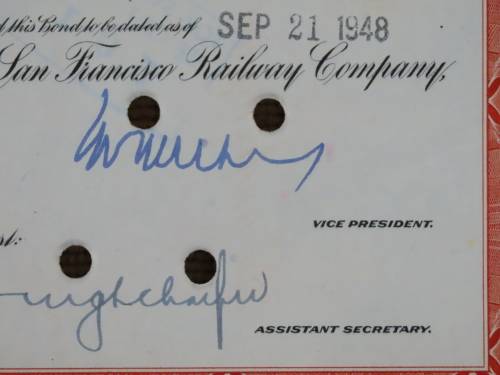 this Bond to be dated as of SEP 21 1948
San Francisco Railway Company,
VICE PRESIDENT.
ASSISTANT SECRETARY.